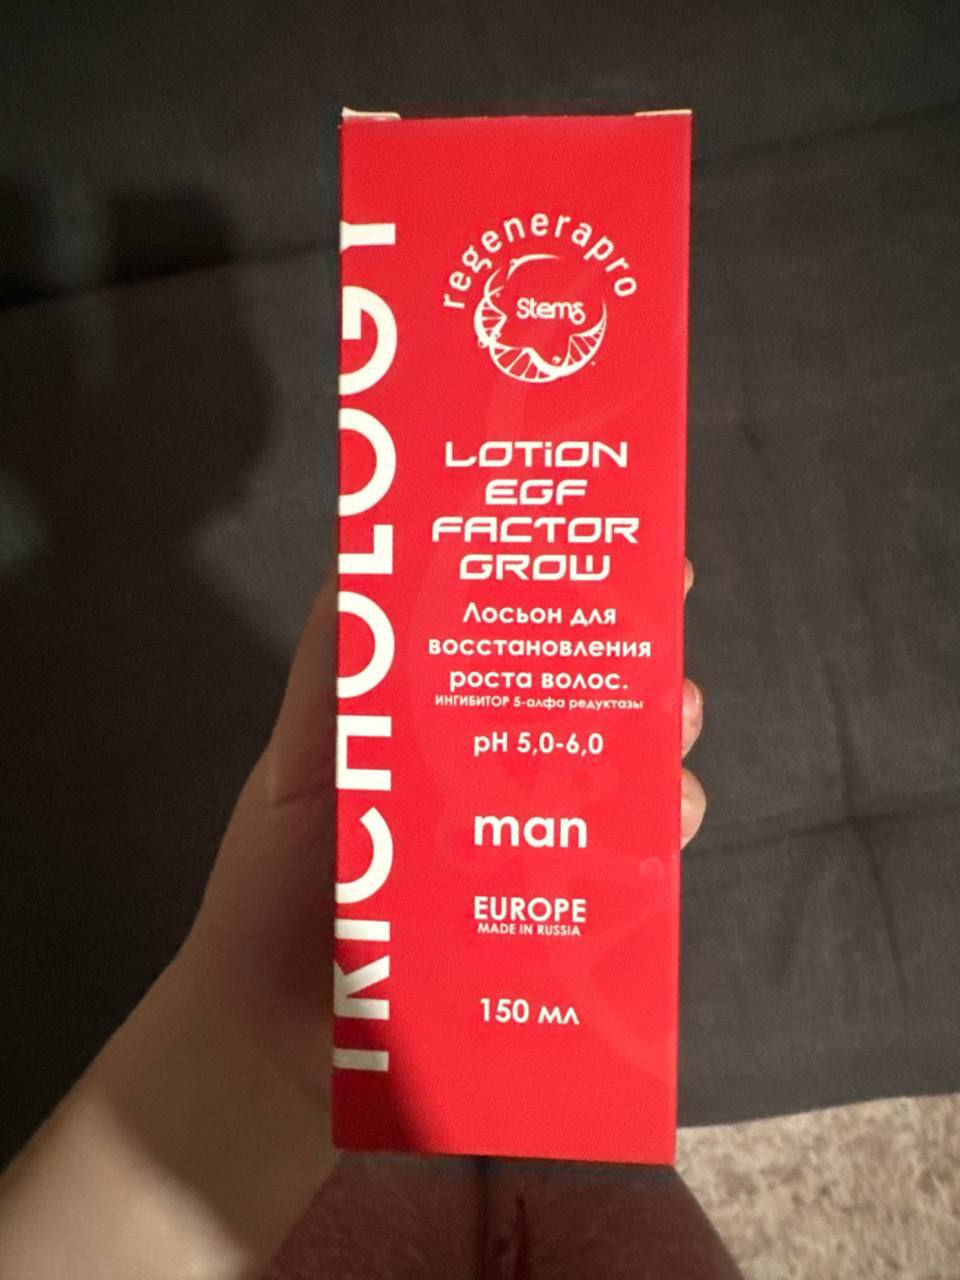 TRICHOLOGY
regenerapro
Stems
LOTiON
EGF
FACTOR
GROW
Лосьон для
восстановления
роста волос.
ИНГИБИТОР 5-алфа редуктазы
pH 5,0-6,0
man
EUROPE
MADE IN RUSSIA
150 мл